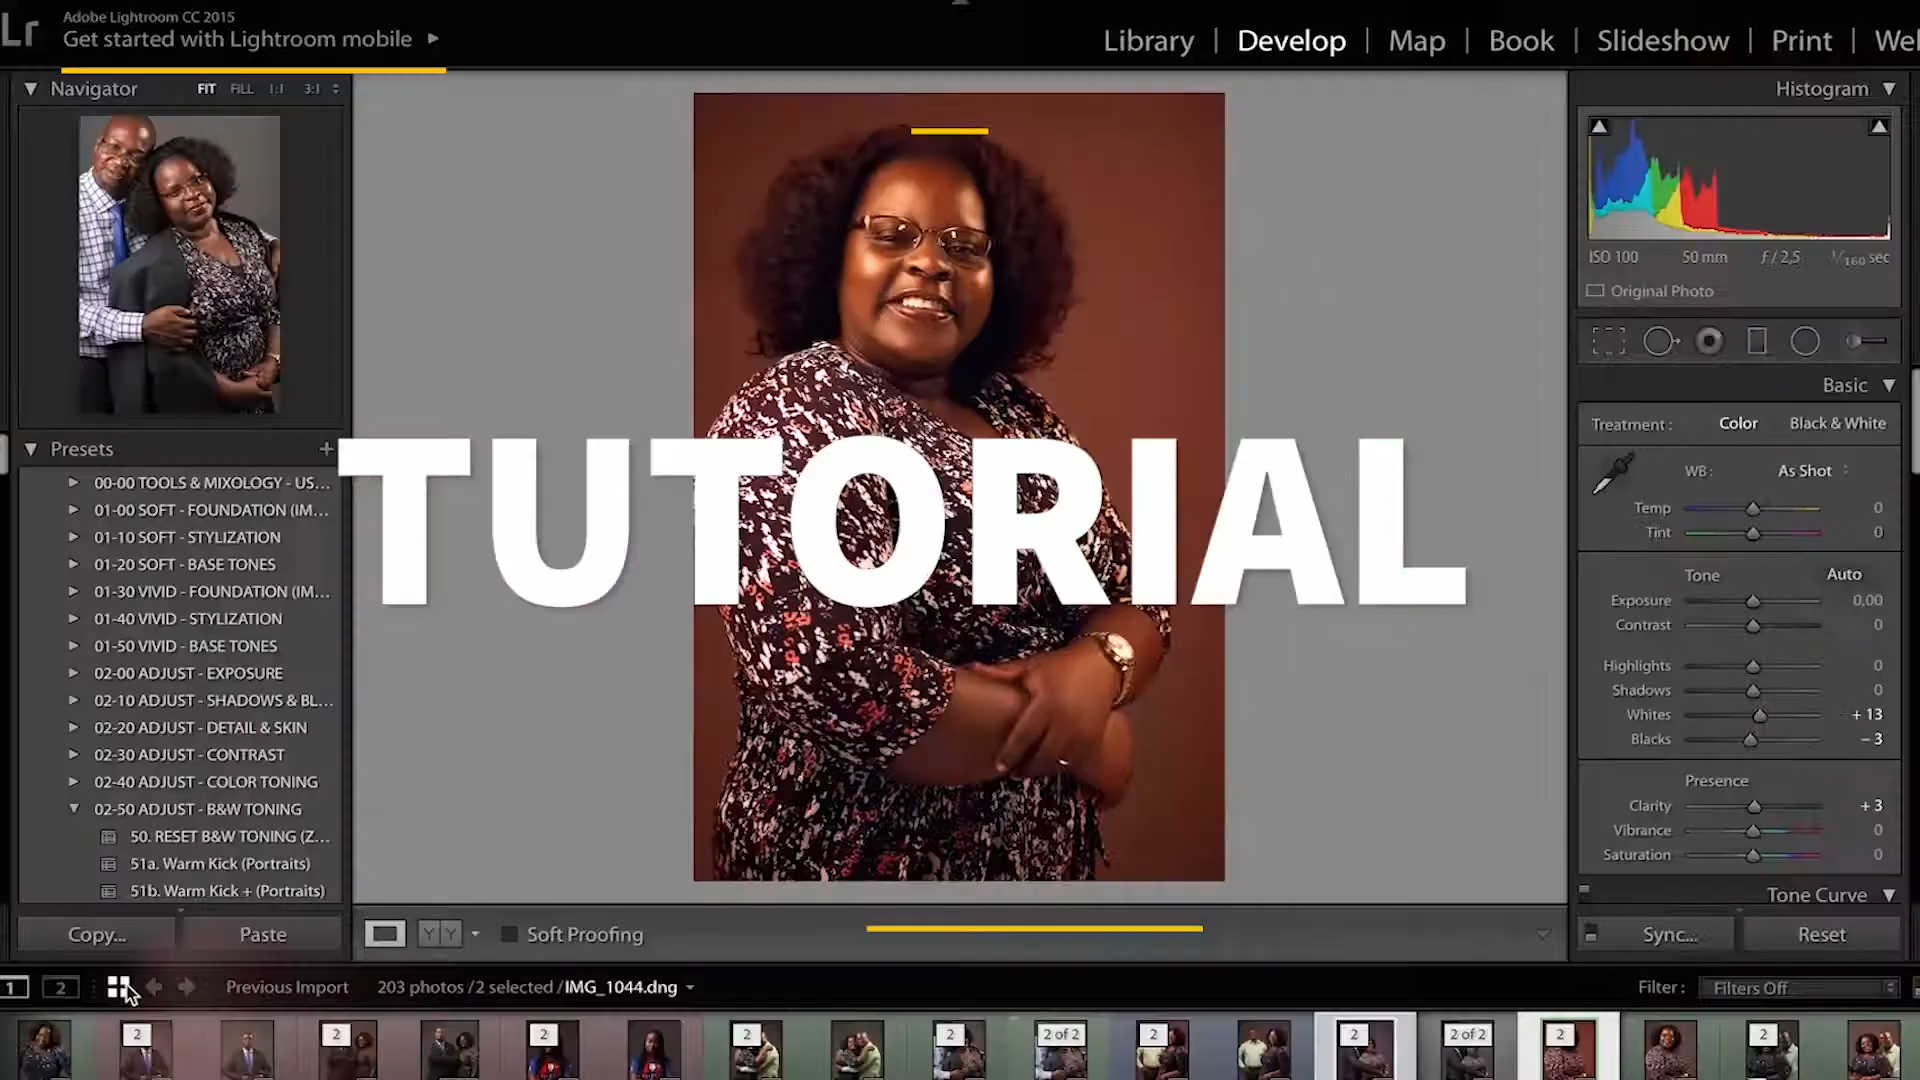 Lr
Adobe Lightroom CC 2015
Get started with Lightroom mobile
Library | Develop | Map | Book | Slideshow | Print |
Navigator FIT FILL 1:1 3:1
Histogram
ISO 100 50 mm f / 2,5 1/160 sec
Original Photo
Basic
Treatment : Color Black & White
WB : As Shot
Temp 0
Tint 0
Tone Auto
Exposure 0,00
Contrast 0
Highlights 0
Shadows 0
Whites + 13
Blacks – 3
Presence
Clarity + 3
Vibrance 0
Saturation 0
Tone Curve
Sync... Reset
Presets +
00-00 TOOLS & MIXOLOGY - US...
01-00 SOFT - FOUNDATION (IM...
01-10 SOFT - STYLIZATION
01-20 SOFT - BASE TONES
01-30 VIVID - FOUNDATION (IM...
01-40 VIVID - STYLIZATION
01-50 VIVID - BASE TONES
02-00 ADJUST - EXPOSURE
02-10 ADJUST - SHADOWS & BL...
02-20 ADJUST - DETAIL & SKIN
02-30 ADJUST - CONTRAST
02-40 ADJUST - COLOR TONING
02-50 ADJUST - B&W TONING
50. RESET B&W TONING (Z...
51a. Warm Kick (Portraits)
51b. Warm Kick + (Portraits)
Copy... Paste
TUTORIAL
Y Y Soft Proofing
1 2 Previous Import 203 photos / 2 selected / IMG_1044.dng
Filter : Filters Off
2 2 2 2 2 2 of 2 2 2 2 of 2 2 2